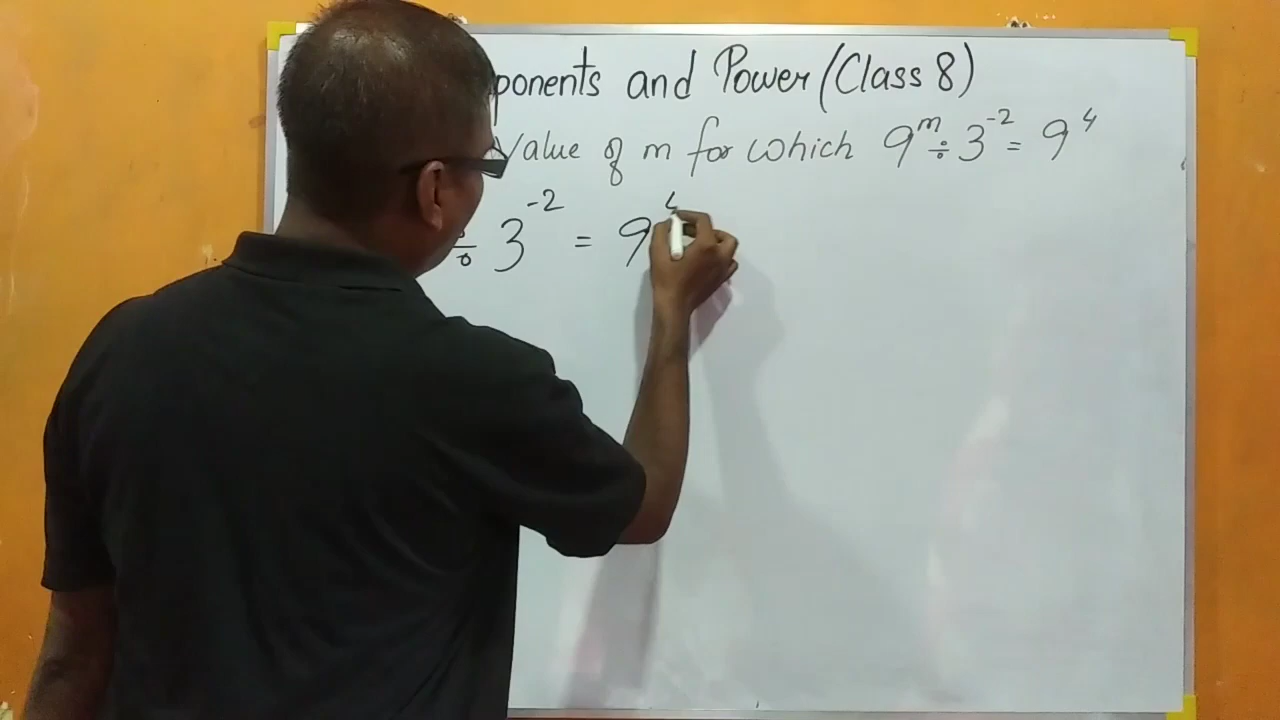 ponents and Power (Class 8)
Value of m for which 9^m ÷ 3^-2 = 9^4
÷ 3^-2 = 9^4